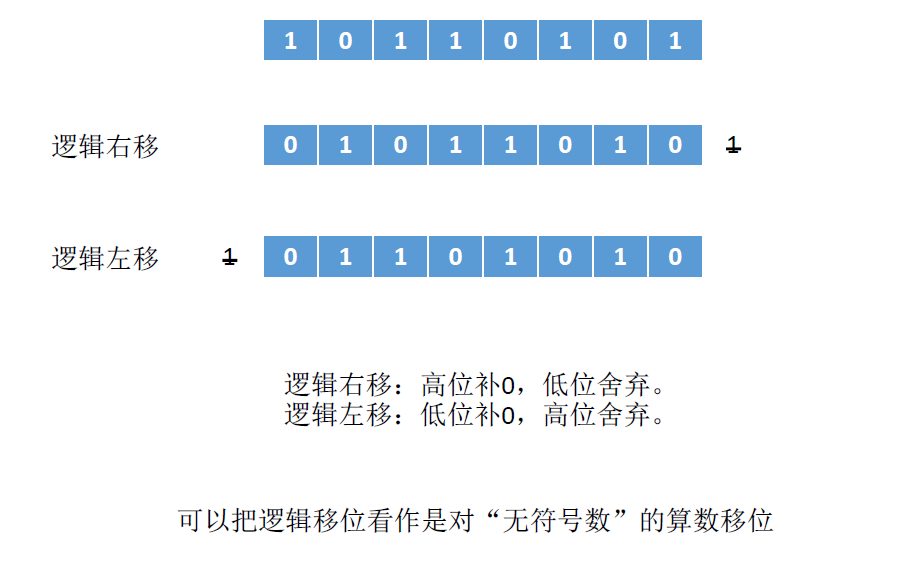 1 0 1 1 0 1 0 1
逻辑右移 0 1 0 1 1 0 1 0 1
逻辑左移 1 0 1 1 0 1 0 1 0
逻辑右移：高位补0，低位舍弃。
逻辑左移：低位补0，高位舍弃。
可以把逻辑移位看作是对“无符号数”的算数移位